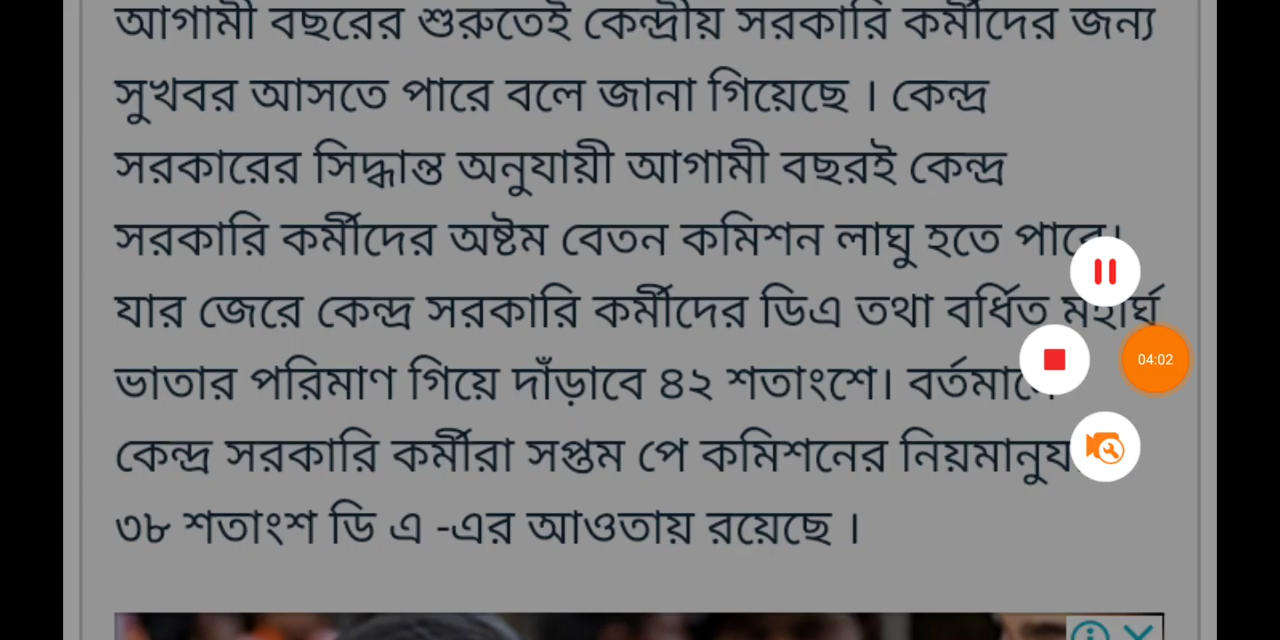 আগামী বছরের শুরুতেই কেন্দ্রীয় সরকারি কর্মীদের জন্য
সুখবর আসতে পারে বলে জানা গিয়েছে । কেন্দ্র
সরকারের সিদ্ধান্ত অনুযায়ী আগামী বছরই কেন্দ্র
সরকারি কর্মীদের অষ্টম বেতন কমিশন লাঘু হতে পারে।
যার জেরে কেন্দ্র সরকারি কর্মীদের ডিএ তথা বর্ধিত মহার্ঘ
ভাতার পরিমাণ গিয়ে দাঁড়াবে ৪২ শতাংশে। বর্তমানে
04:02
কেন্দ্র সরকারি কর্মীরা সপ্তম পে কমিশনের
৩৮ শতাংশ ডি এ -এর আওতায় রয়েছে ।